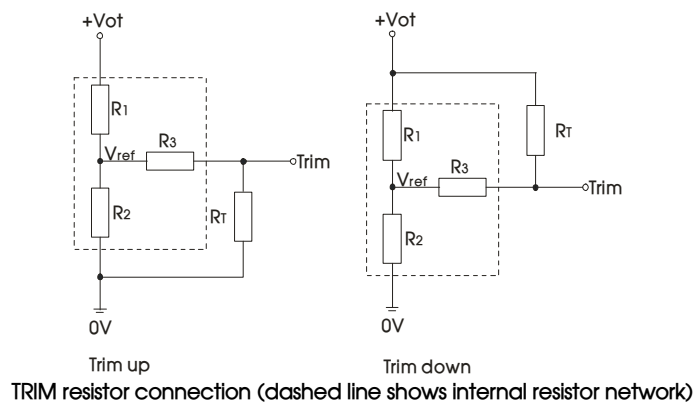 +Vot
R1
Vref
R3
Trim
R2
RT
0V
Trim up
+Vot
R1
RT
Vref
R3
Trim
R2
0V
Trim down
TRIM resistor connection (dashed line shows internal resistor network)